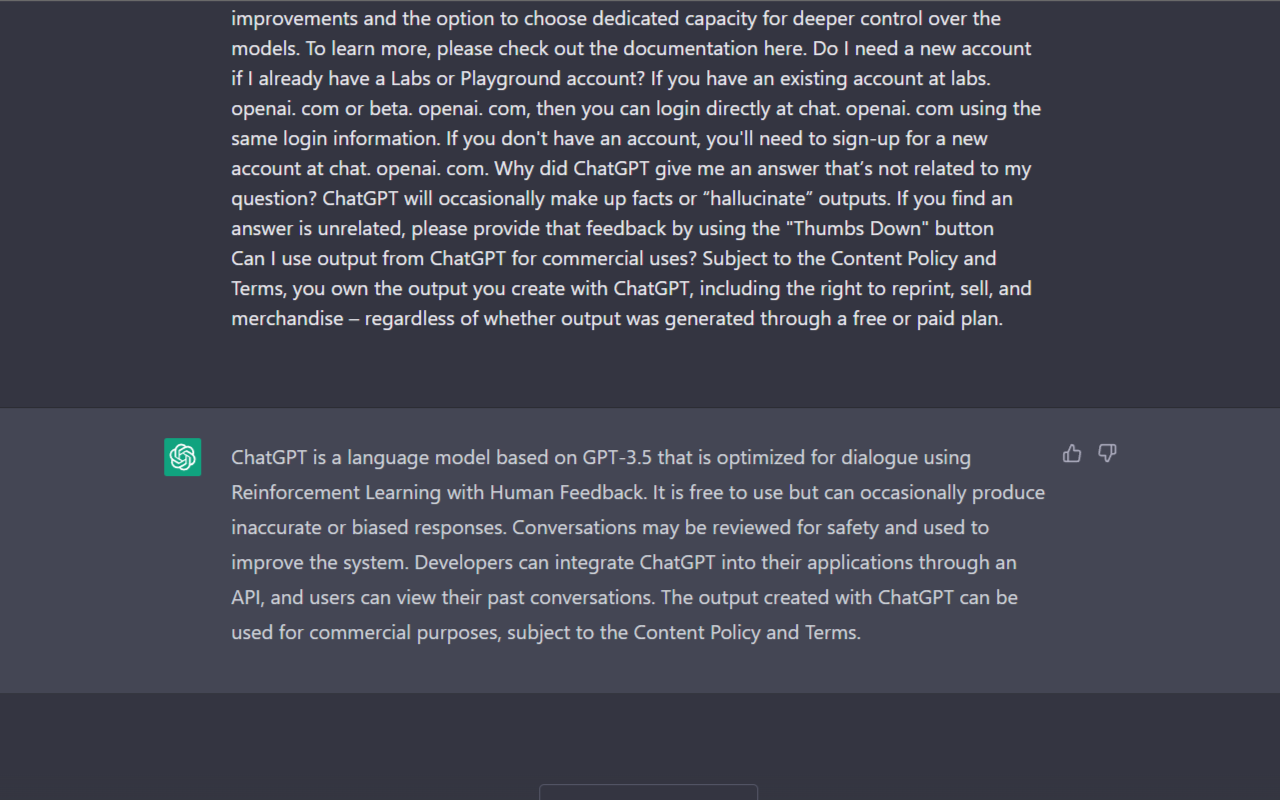 improvements and the option to choose dedicated capacity for deeper control over the
models. To learn more, please check out the documentation here. Do I need a new account
if I already have a Labs or Playground account? If you have an existing account at labs.
openai. com or beta. openai. com, then you can login directly at chat. openai. com using the
same login information. If you don't have an account, you'll need to sign-up for a new
account at chat. openai. com. Why did ChatGPT give me an answer that’s not related to my
question? ChatGPT will occasionally make up facts or “hallucinate” outputs. If you find an
answer is unrelated, please provide that feedback by using the "Thumbs Down" button
Can I use output from ChatGPT for commercial uses? Subject to the Content Policy and
Terms, you own the output you create with ChatGPT, including the right to reprint, sell, and
merchandise – regardless of whether output was generated through a free or paid plan.
ChatGPT is a language model based on GPT-3.5 that is optimized for dialogue using
Reinforcement Learning with Human Feedback. It is free to use but can occasionally produce
inaccurate or biased responses. Conversations may be reviewed for safety and used to
improve the system. Developers can integrate ChatGPT into their applications through an
API, and users can view their past conversations. The output created with ChatGPT can be
used for commercial purposes, subject to the Content Policy and Terms.